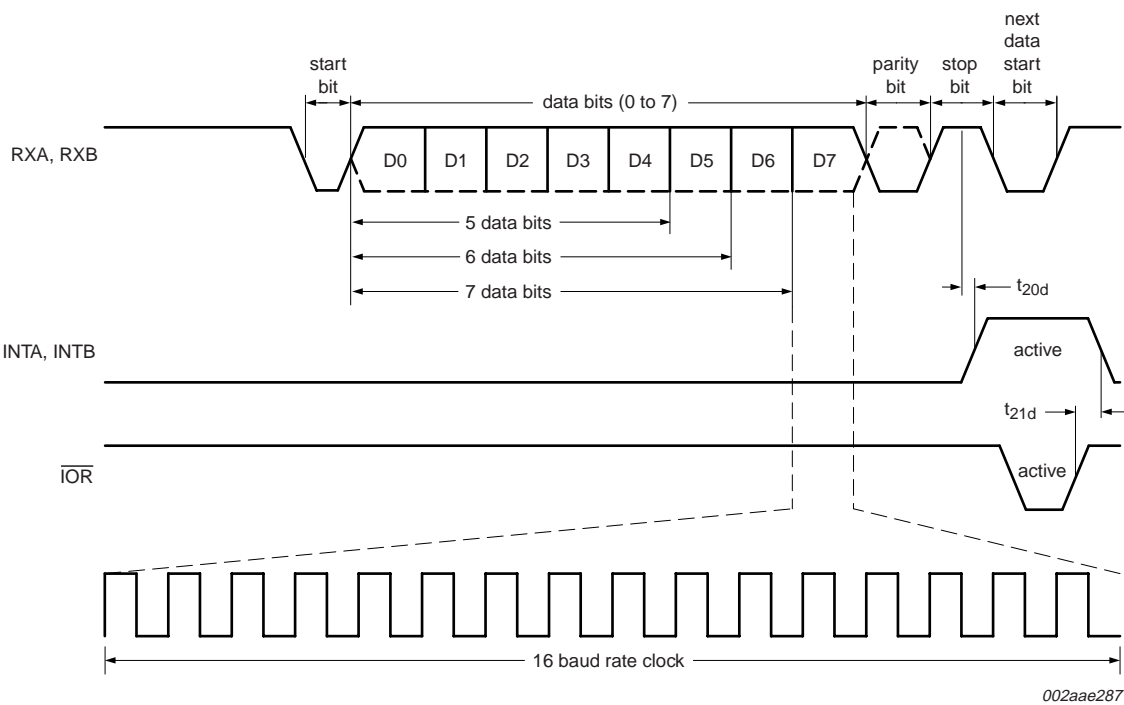 next
data
start
bit
start
bit
parity
bit
stop
bit
data bits (0 to 7)
RXA, RXB
D0 D1 D2 D3 D4 D5 D6 D7
5 data bits
6 data bits
7 data bits
t20d
INTA, INTB
active
t21d
IOR
active
16 baud rate clock
002aae287